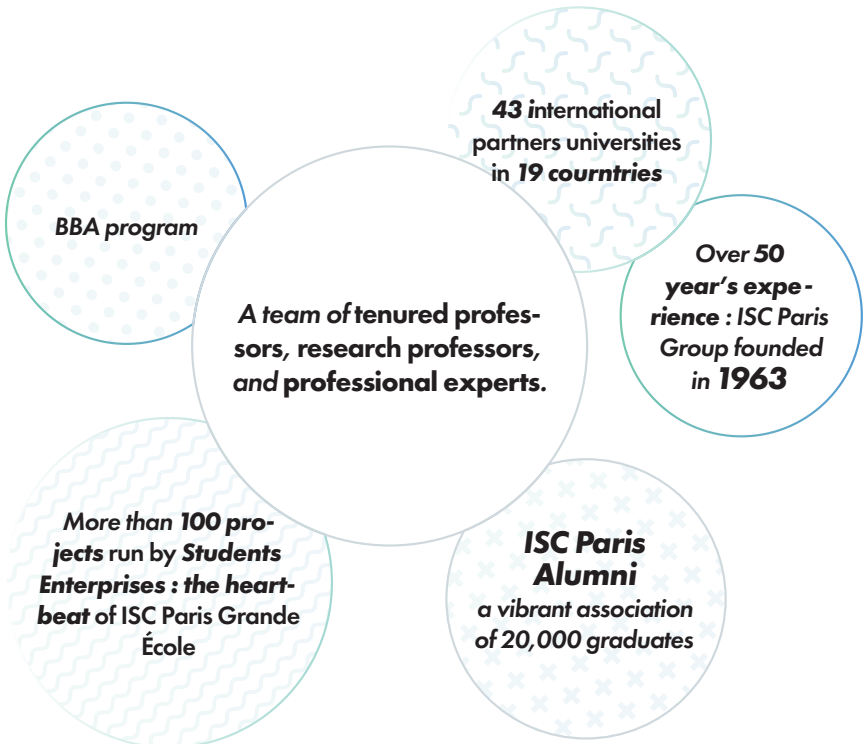 43 international
partners universities
in 19 courntries
BBA program
Over 50
year's expe-
rience : ISC Paris
Group founded
in 1963
A team of tenured profes-
sors, research professors,
and professional experts.
More than 100 pro-
jects run by Students
Enterprises : the heart-
beat of ISC Paris Grande
École
ISC Paris
Alumni
a vibrant association
of 20,000 graduates